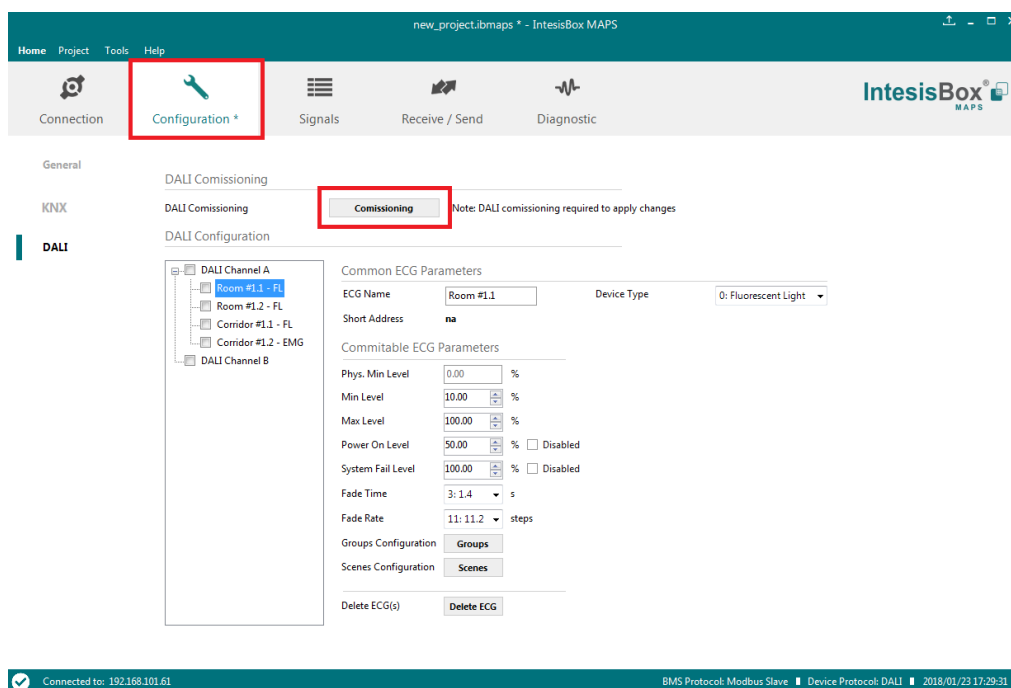 new_project.ibmaps * - IntesisBox MAPS
Home Project Tools Help
Connection Configuration * Signals Receive / Send Diagnostic
IntesisBox® MAPS
General
KNX
DALI
DALI Comissioning
DALI Comissioning Comissioning Note: DALI comissioning required to apply changes
DALI Configuration
DALI Channel A
Room #1.1 - FL
Room #1.2 - FL
Corridor #1.1 - FL
Corridor #1.2 - EMG
DALI Channel B
Common ECG Parameters
ECG Name Room #1.1 Device Type 0: Fluorescent Light
Short Address na
Commitable ECG Parameters
Phys. Min Level 0.00 %
Min Level 10.00 %
Max Level 100.00 %
Power On Level 50.00 % Disabled
System Fail Level 100.00 % Disabled
Fade Time 3: 1.4 s
Fade Rate 11: 11.2 steps
Groups Configuration Groups
Scenes Configuration Scenes
Delete ECG(s) Delete ECG
Connected to: 192.168.101.61 BMS Protocol: Modbus Slave Device Protocol: DALI 2018/01/23 17:29:31